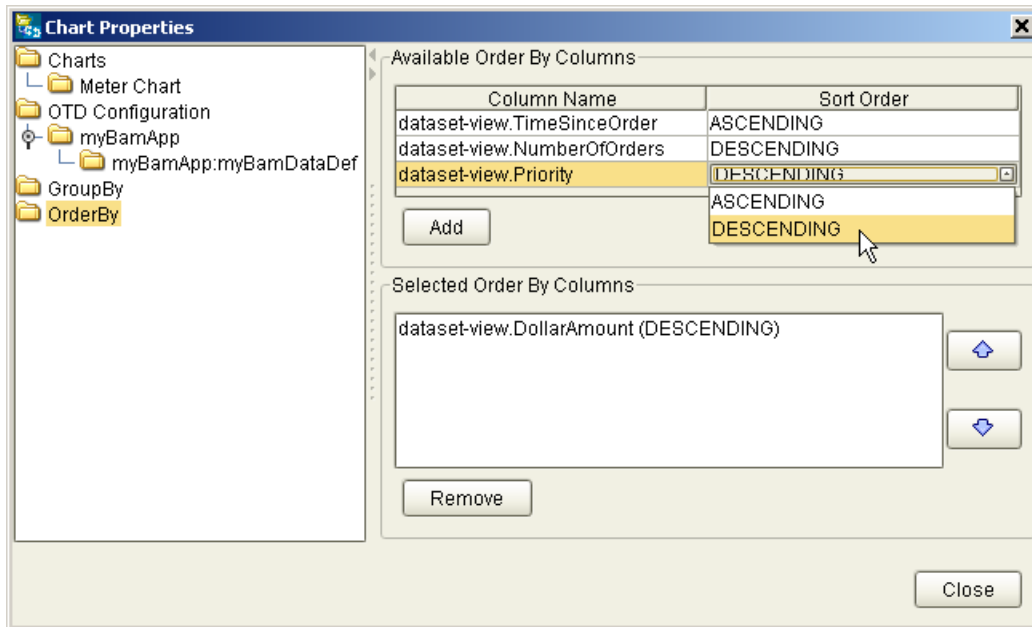 Chart Properties
Charts
Meter Chart
OTD Configuration
myBamApp
myBamApp:myBamDataDef
GroupBy
OrderBy
Available Order By Columns
Column Name Sort Order
dataset-view.TimeSinceOrder ASCENDING
dataset-view.NumberOfOrders DESCENDING
dataset-view.Priority DESCENDING
ASCENDING
DESCENDING
Add
Selected Order By Columns
dataset-view.DollarAmount (DESCENDING)
Remove
Close